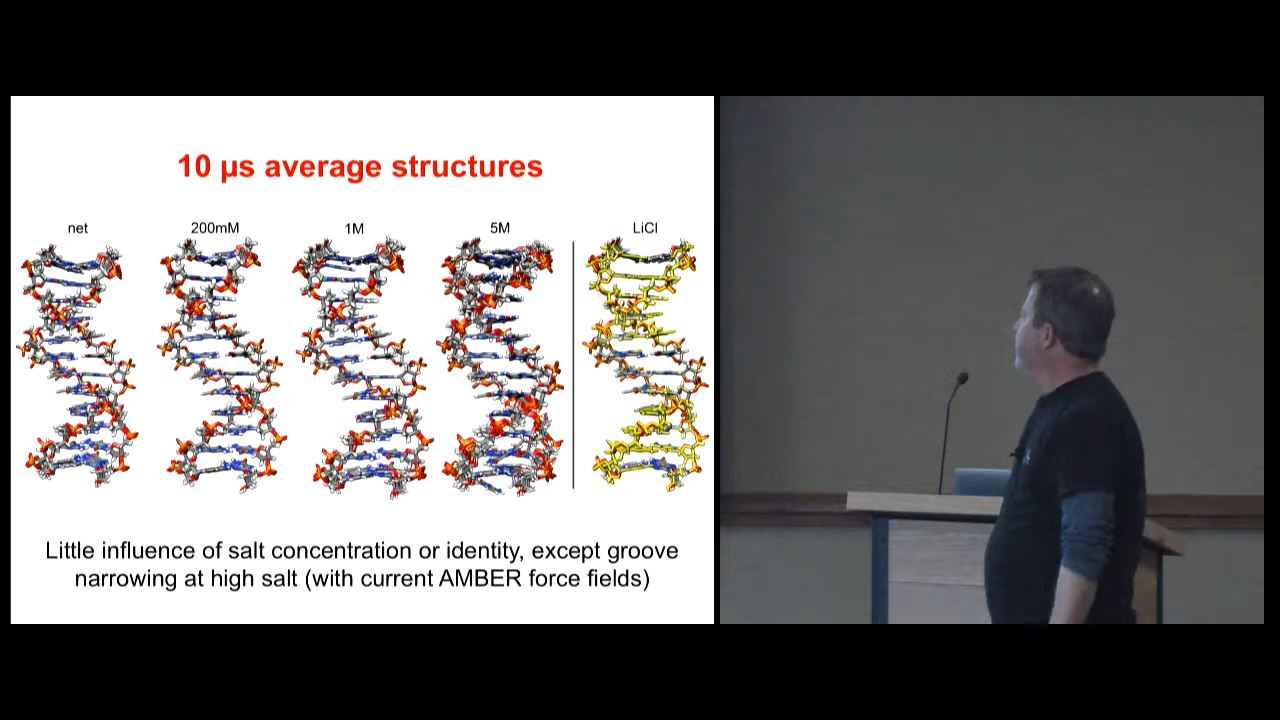 10 µs average structures
net 200mM 1M 5M LiCl
Little influence of salt concentration or identity, except groove
narrowing at high salt (with current AMBER force fields)